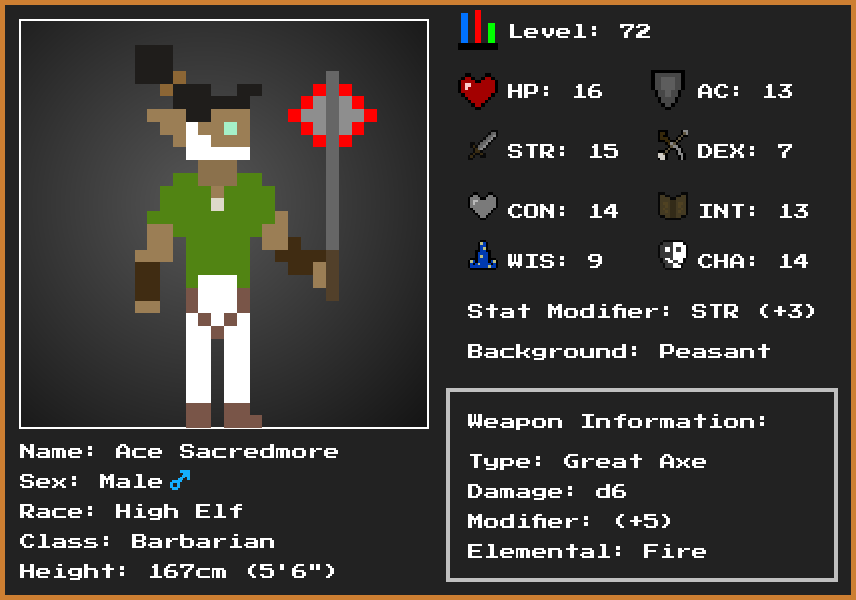 Level: 72
HP: 16
AC: 13
STR: 15
DEX: 7
CON: 14
INT: 13
WIS: 9
CHA: 14
Stat Modifier: STR (+3)
Background: Peasant
Weapon Information:
Type: Great Axe
Damage: d6
Modifier: (+5)
Elemental: Fire
Name: Ace Sacredmore
Sex: Male♂
Race: High Elf
Class: Barbarian
Height: 167cm (5'6")